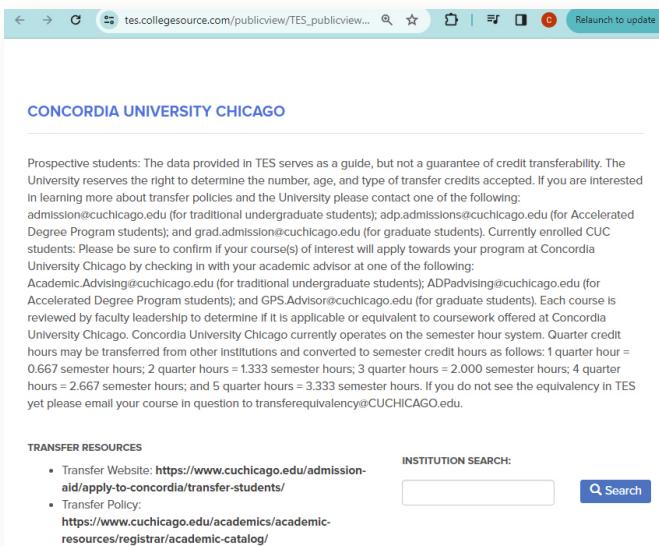 tes.collegesource.com/publicview/TES_publicview...
C
Relaunch to update
CONCORDIA UNIVERSITY CHICAGO
Prospective students: The data provided in TES serves as a guide, but not a guarantee of credit transferability. The
University reserves the right to determine the number, age, and type of transfer credits accepted. If you are interested
in learning more about transfer policies and the University please contact one of the following:
admission@cuchicago.edu (for traditional undergraduate students); adp.admissions@cuchicago.edu (for Accelerated
Degree Program students); and grad.admission@cuchicago.edu (for graduate students). Currently enrolled CUC
students: Please be sure to confirm if your course(s) of interest will apply towards your program at Concordia
University Chicago by checking in with your academic advisor at one of the following:
Academic.Advising@cuchicago.edu (for traditional undergraduate students); ADPadvising@cuchicago.edu (for
Accelerated Degree Program students); and GPS.Advisor@cuchicago.edu (for graduate students). Each course is
reviewed by faculty leadership to determine if it is applicable or equivalent to coursework offered at Concordia
University Chicago. Concordia University Chicago currently operates on the semester hour system. Quarter credit
hours may be transferred from other institutions and converted to semester credit hours as follows: 1 quarter hour =
0.667 semester hours; 2 quarter hours = 1.333 semester hours; 3 quarter hours = 2.000 semester hours; 4 quarter
hours = 2.667 semester hours; and 5 quarter hours = 3.333 semester hours. If you do not see the equivalency in TES
yet please email your course in question to transferequivalency@CUCHICAGO.edu.
TRANSFER RESOURCES
• Transfer Website: https://www.cuchicago.edu/admission-
aid/apply-to-concordia/transfer-students/
• Transfer Policy:
https://www.cuchicago.edu/academics/academic-
resources/registrar/academic-catalog/
INSTITUTION SEARCH:
Search